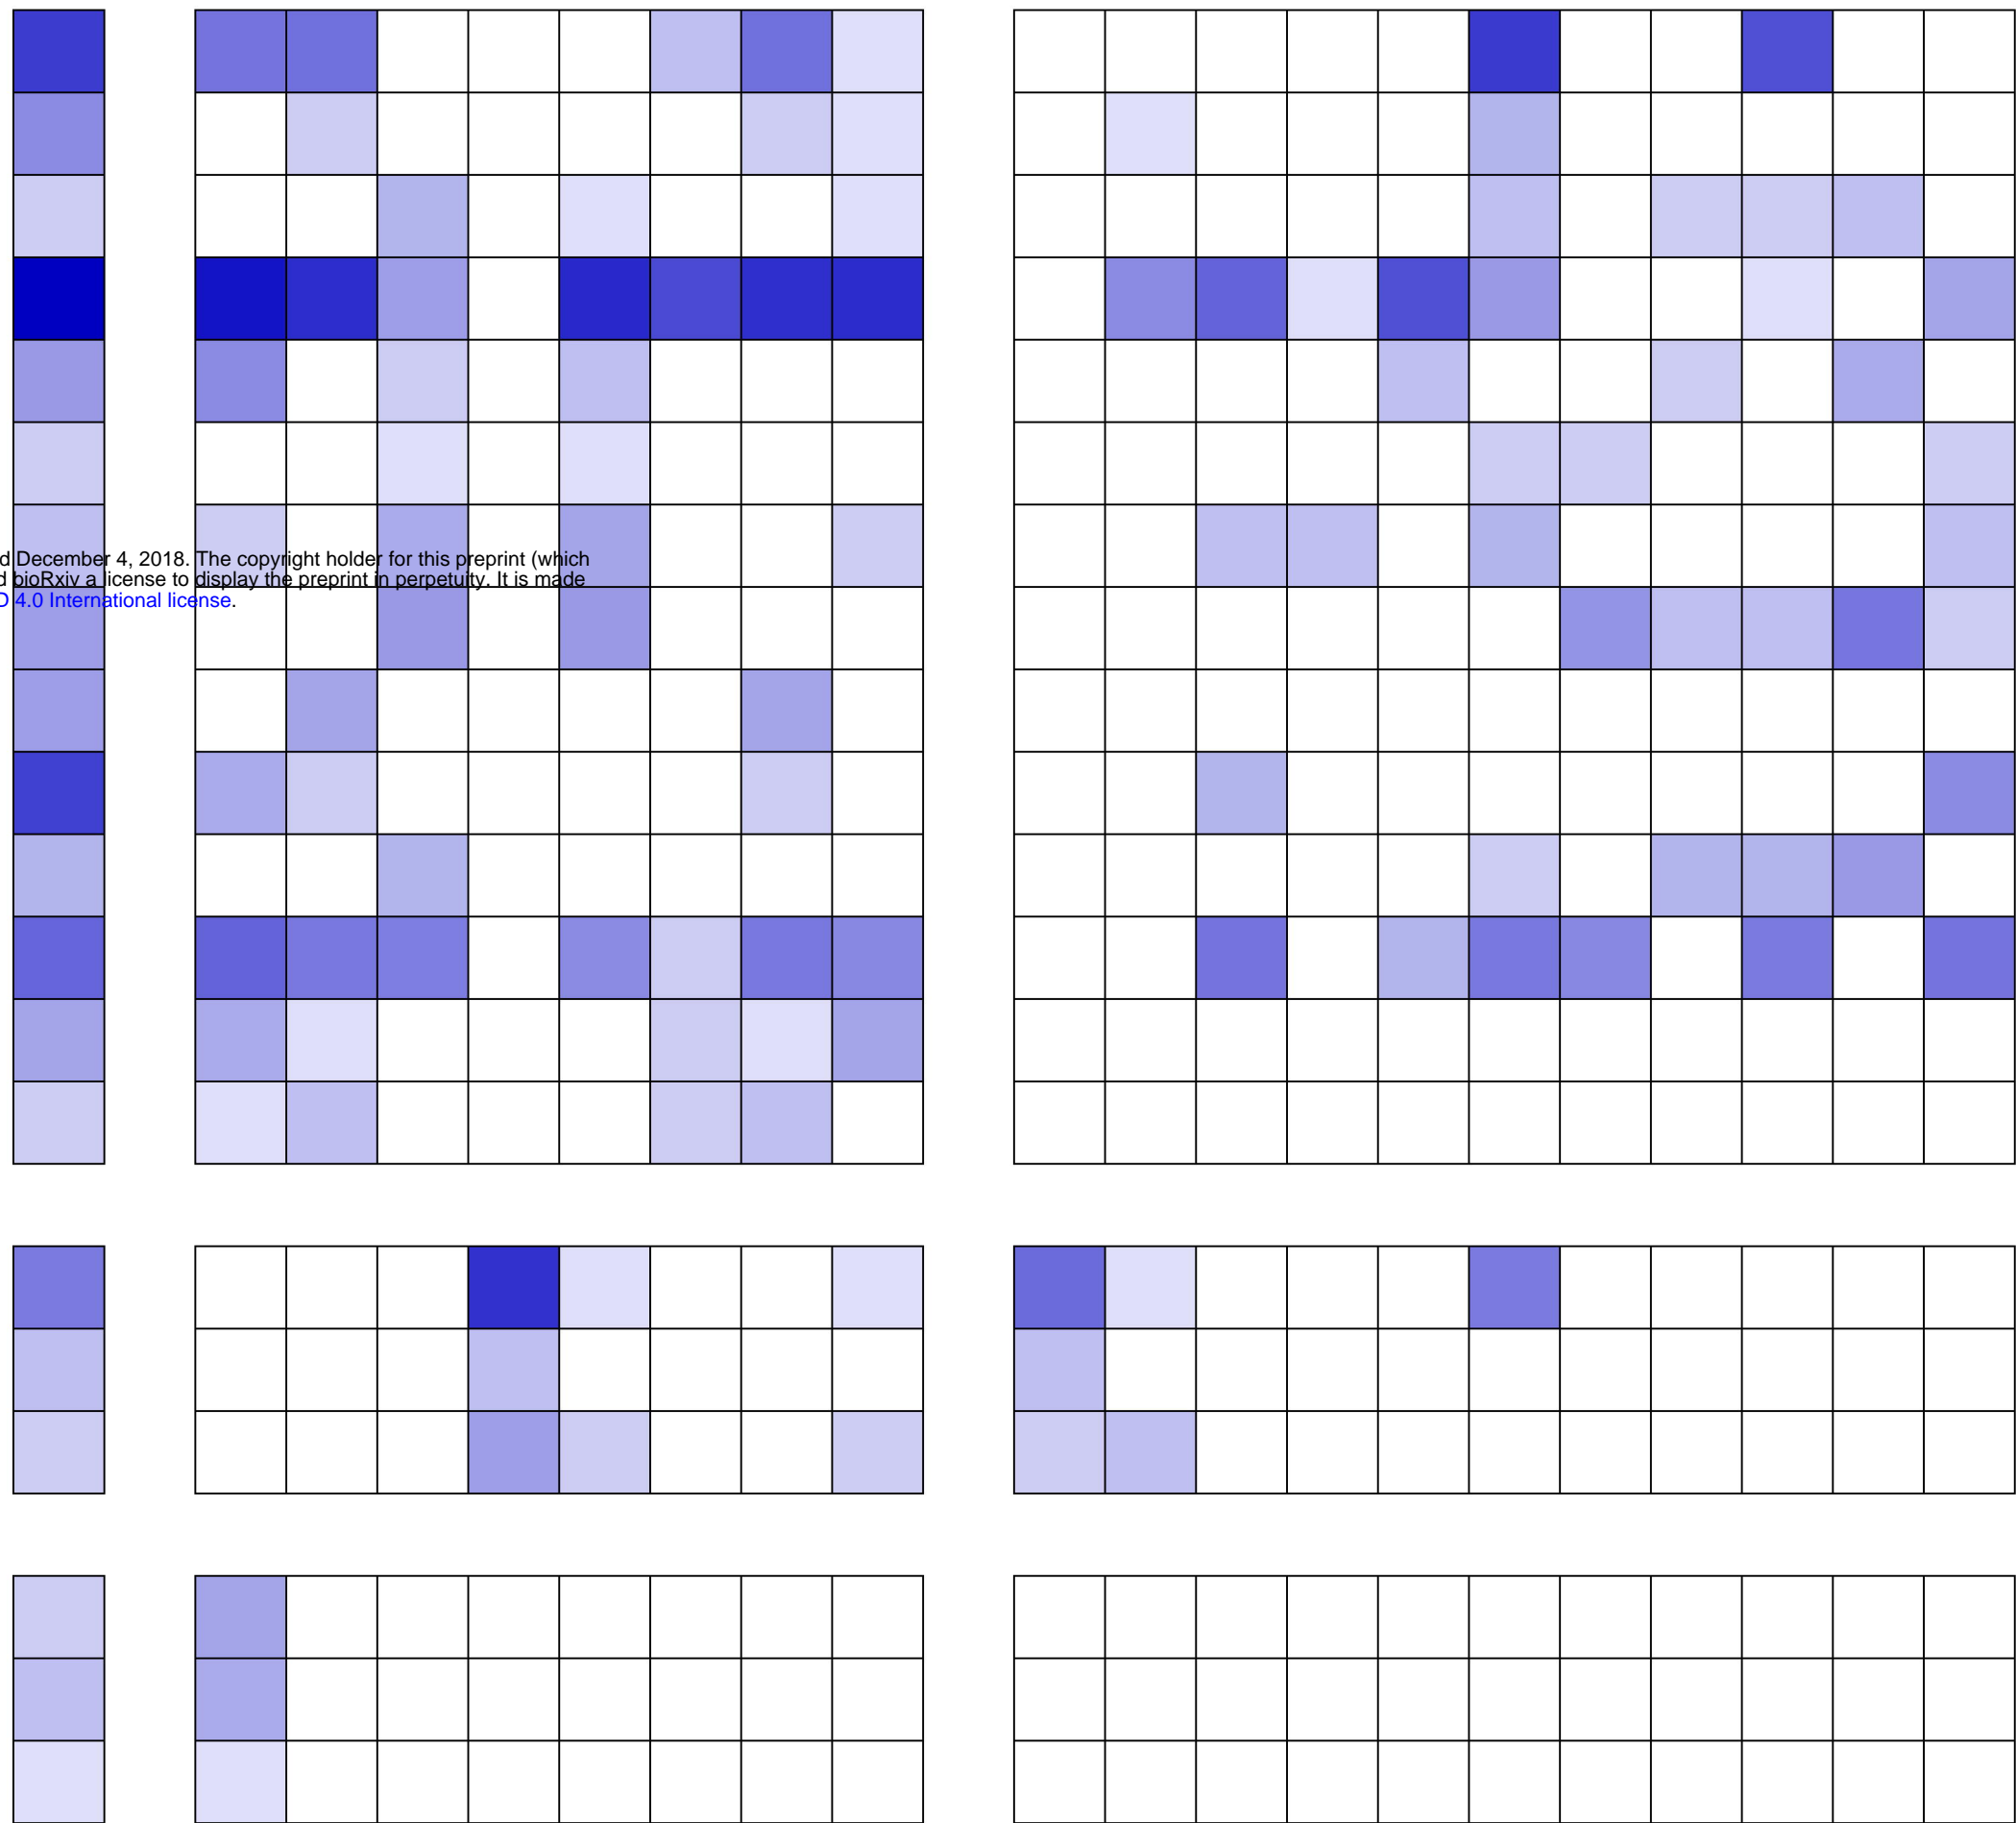 d December 4, 2018. The copyright holder for this preprint (which
d bioRxiv a license to display the preprint in perpetuity. It is made
D 4.0 International license.